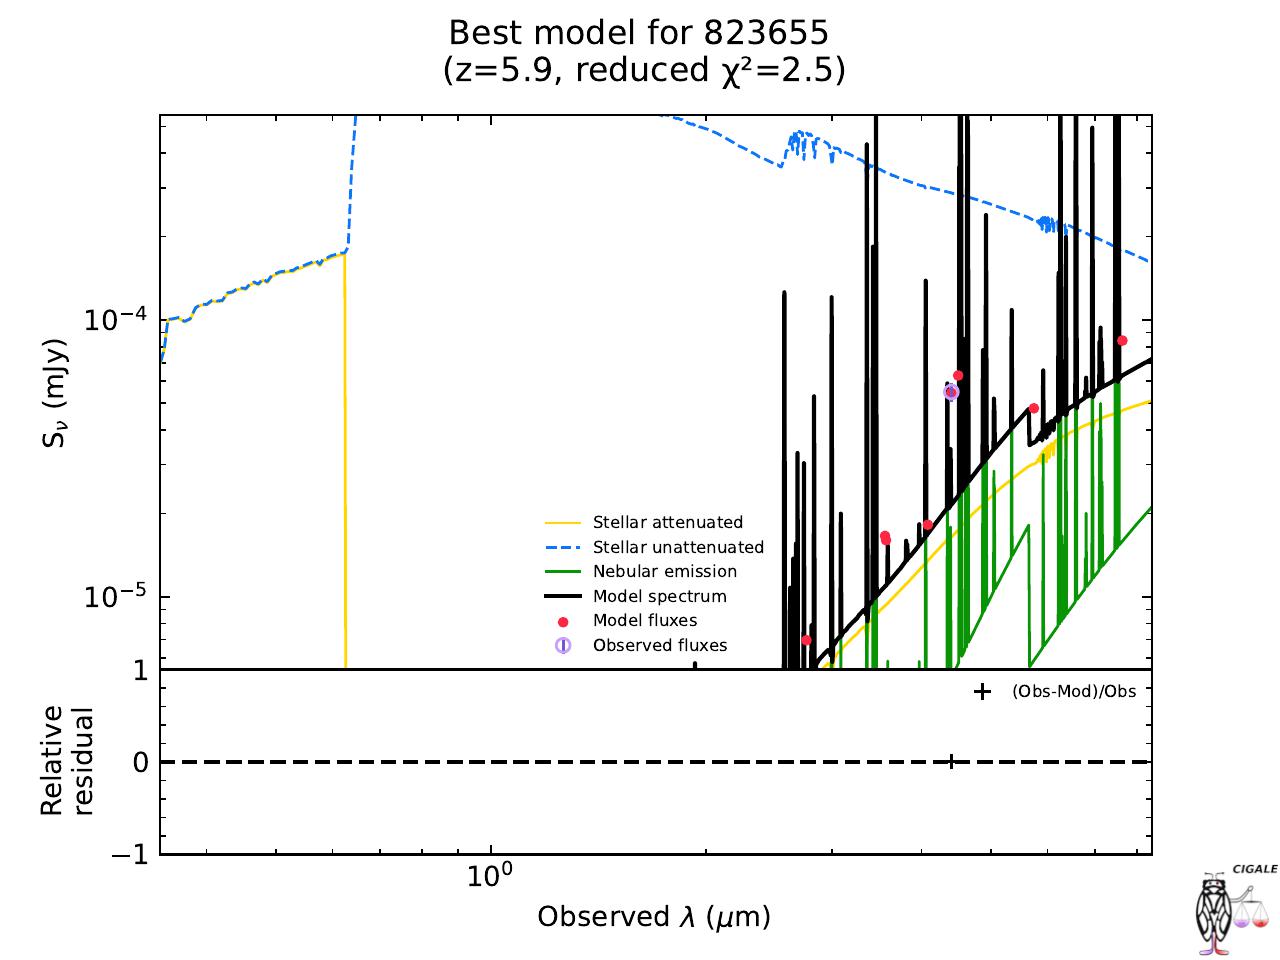 Best model for 823655
(z=5.9, reduced χ²=2.5)
S𝜈 (mJy)
10⁻⁴
10⁻⁵
Stellar attenuated
Stellar unattenuated
Nebular emission
Model spectrum
Model fluxes
Observed fluxes
1
0
−1
Relative
residual
(Obs-Mod)/Obs
10⁰
Observed λ (μm)
CIGALE